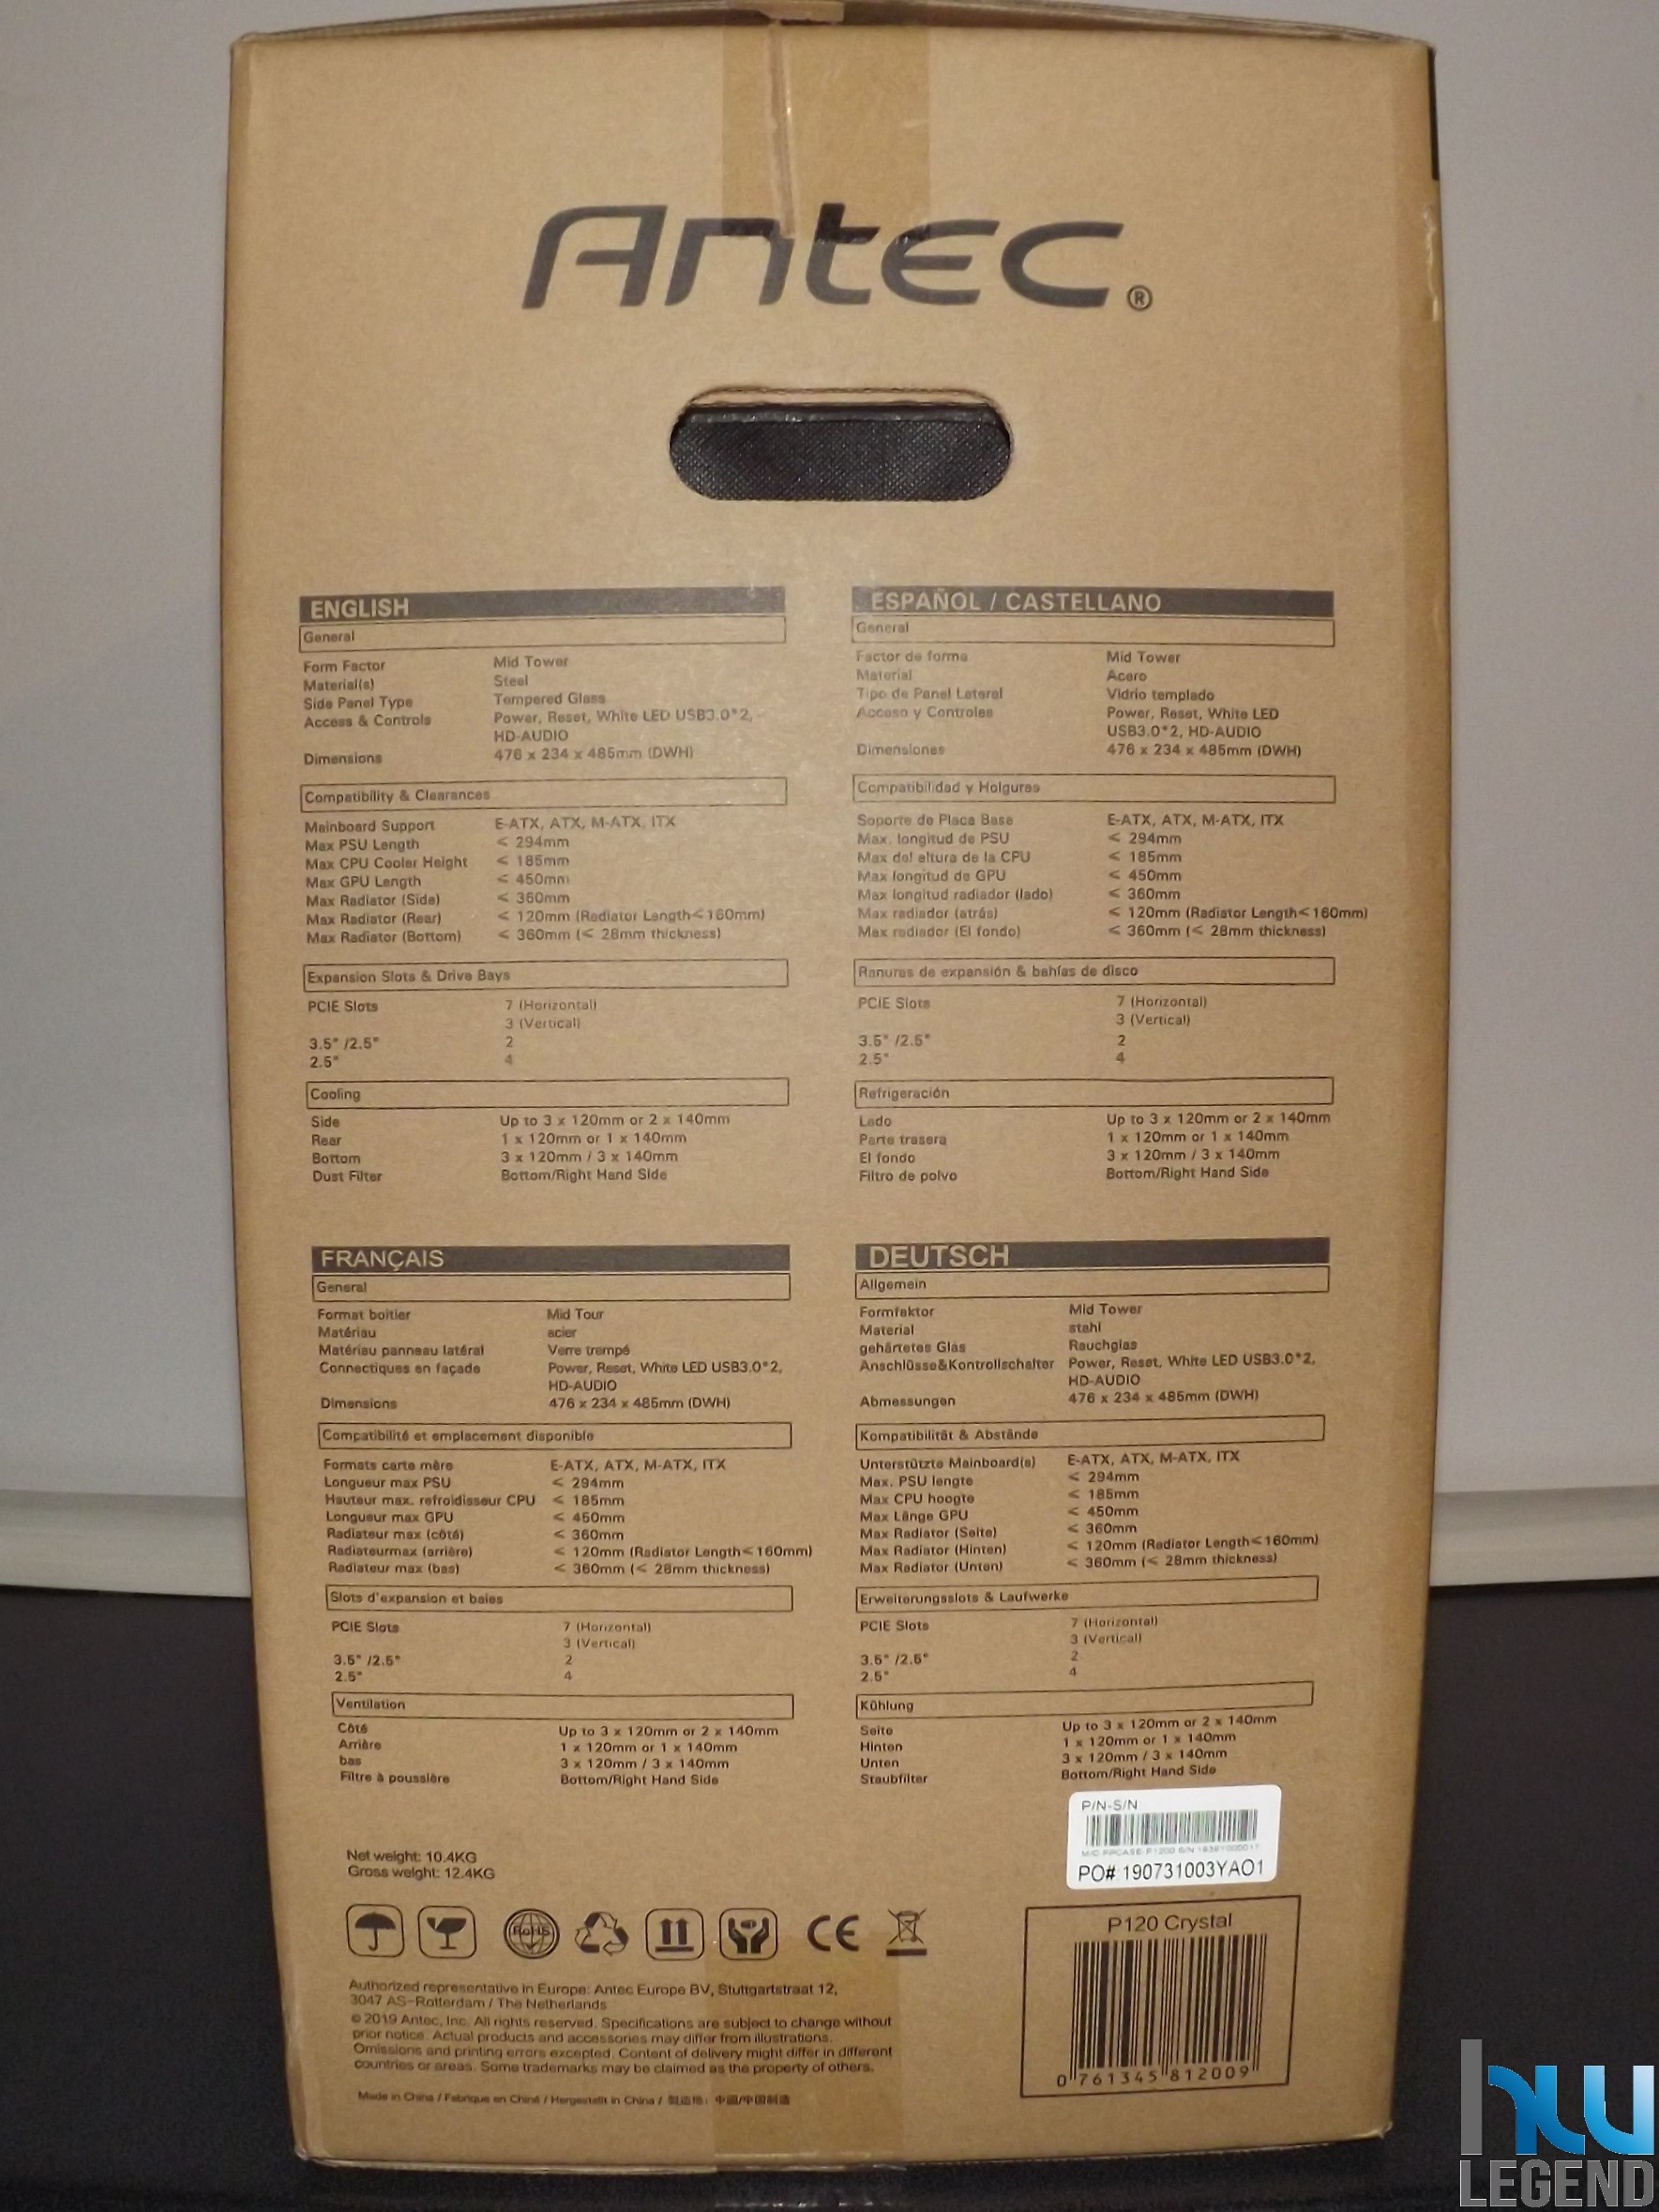 Antec®
ENGLISH
General
Form Factor Mid Tower
Material(s) Steel
Side Panel Type Tempered Glass
Access & Controls Power, Reset, White LED USB3.0*2,
HD-AUDIO
Dimensions 476 x 234 x 485mm (DWH)
Compatibility & Clearances
Mainboard Support E-ATX, ATX, M-ATX, ITX
Max PSU Length ≤ 294mm
Max CPU Cooler Height ≤ 185mm
Max GPU Length ≤ 450mm
Max Radiator (Side) ≤ 360mm
Max Radiator (Rear) ≤ 120mm (Radiator Length≤160mm)
Max Radiator (Bottom) ≤ 360mm (≤ 28mm thickness)
Expansion Slots & Drive Bays
PCIE Slots 7 (Horizontal)
3 (Vertical)
3.5" /2.5" 2
2.5" 4
Cooling
Side Up to 3 x 120mm or 2 x 140mm
Rear 1 x 120mm or 1 x 140mm
Bottom 3 x 120mm / 3 x 140mm
Dust Filter Bottom/Right Hand Side
ESPAÑOL / CASTELLANO
General
Factor de forma Mid Tower
Material Acero
Tipo de Panel Lateral Vidrio templado
Acceso y Controles Power, Reset, White LED
USB3.0*2, HD-AUDIO
Dimensiones 476 x 234 x 485mm (DWH)
Compatibilidad y Holguras
Soporte de Placa Base E-ATX, ATX, M-ATX, ITX
Max. longitud de PSU ≤ 294mm
Max del altura de la CPU ≤ 185mm
Max longitud de GPU ≤ 450mm
Max longitud radiador (lado) ≤ 360mm
Max radiador (atrás) ≤ 120mm (Radiator Length≤160mm)
Max radiador (El fondo) ≤ 360mm (≤ 28mm thickness)
Ranuras de expansión & bahías de disco
PCIE Slots 7 (Horizontal)
3 (Vertical)
3.5" /2.5" 2
2.5" 4
Refrigeración
Lado Up to 3 x 120mm or 2 x 140mm
Parte trasera 1 x 120mm or 1 x 140mm
El fondo 3 x 120mm / 3 x 140mm
Filtro de polvo Bottom/Right Hand Side
FRANÇAIS
General
Format boitier Mid Tour
Matériau acier
Matériau panneau latéral Verre trempé
Connectiques en façade Power, Reset, White LED USB3.0*2,
HD-AUDIO
Dimensions 476 x 234 x 485mm (DWH)
Compatibilité et emplacement disponible
Formats carte mère E-ATX, ATX, M-ATX, ITX
Longueur max PSU ≤ 294mm
Hauteur max. refroidisseur CPU ≤ 185mm
Longueur max GPU ≤ 450mm
Radiateur max (côté) ≤ 360mm
Radiateurmax (arrière) ≤ 120mm (Radiator Length≤160mm)
Radiateur max (bas) ≤ 360mm (≤ 28mm thickness)
Slots d'expansion et baies
PCIE Slots 7 (Horizontal)
3 (Vertical)
3.5" /2.5" 2
2.5" 4
Ventilation
Côté Up to 3 x 120mm or 2 x 140mm
Arrière 1 x 120mm or 1 x 140mm
bas 3 x 120mm / 3 x 140mm
Filtre à poussière Bottom/Right Hand Side
DEUTSCH
Allgemein
Formfaktor Mid Tower
Material stahl
gehärtetes Glas Rauchglas
Anschlüsse&Kontrollschalter Power, Reset, White LED USB3.0*2,
HD-AUDIO
Abmessungen 476 x 234 x 485mm (DWH)
Kompatibilität & Abstände
Unterstützte Mainboard(s) E-ATX, ATX, M-ATX, ITX
Max. PSU lengte ≤ 294mm
Max CPU hoogte ≤ 185mm
Max Länge GPU ≤ 450mm
Max Radiator (Seite) ≤ 360mm
Max Radiator (Hinten) ≤ 120mm (Radiator Length≤160mm)
Max Radiator (Unten) ≤ 360mm (≤ 28mm thickness)
Erweiterungsslots & Laufwerke
PCIE Slots 7 (Horizontal)
3 (Vertical)
3.5" /2.5" 2
2.5" 4
Kühlung
Seite Up to 3 x 120mm or 2 x 140mm
Hinten 1 x 120mm or 1 x 140mm
Unten 3 x 120mm / 3 x 140mm
Staubfilter Bottom/Right Hand Side
P/N-S/N
PO# 190731003YAO1
Net weight: 10.4KG
Gross weight: 12.4KG
RoHS
CE
P120 Crystal
0 761345 812009
Authorized representative in Europe: Antec Europe BV, Stuttgartstraat 12,
3047 AS-Rotterdam / The Netherlands
© 2019 Antec, Inc. All rights reserved. Specifications are subject to change without
prior notice. Actual products and accessories may differ from illustrations.
Omissions and printing errors excepted. Content of delivery might differ in different
countries or areas. Some trademarks may be claimed as the property of others.
Made in China / Fabriqué en Chine / Hergestellt in China / 製造地: 中國/中国制造
hw
LEGEND